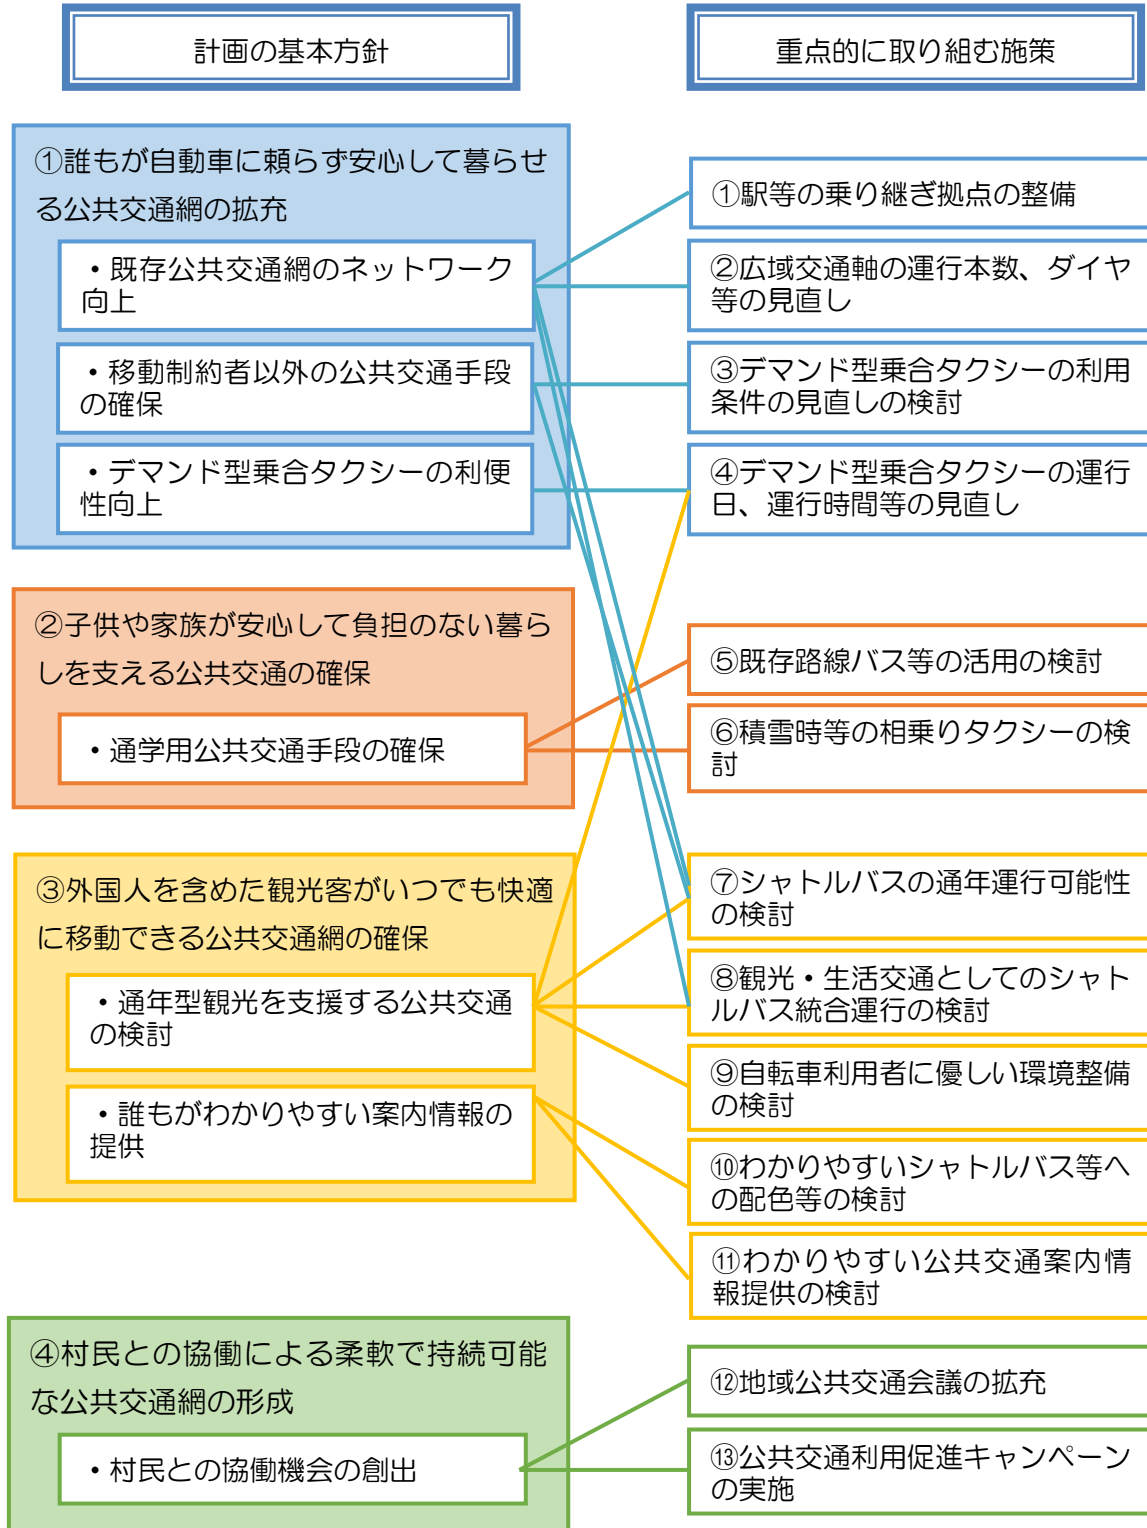 計画の基本方針
重点的に取り組む施策
①誰もが自動車に頼らず安心して暮らせ
る公共交通網の拡充
・既存公共交通網のネットワーク
向上
・移動制約者以外の公共交通手段
の確保
・デマンド型乗合タクシーの利便
性向上
①駅等の乗り継ぎ拠点の整備
②広域交通軸の運行本数、ダイヤ
等の見直し
③デマンド型乗合タクシーの利用
条件の見直しの検討
④デマンド型乗合タクシーの運行
日、運行時間等の見直し
②子供や家族が安心して負担のない暮ら
しを支える公共交通の確保
・通学用公共交通手段の確保
⑤既存路線バス等の活用の検討
⑥積雪時等の相乗りタクシーの検
討
③外国人を含めた観光客がいつでも快適
に移動できる公共交通網の確保
・通年型観光を支援する公共交通
の検討
・誰もがわかりやすい案内情報の
提供
⑦シャトルバスの通年運行可能性
の検討
⑧観光・生活交通としてのシャト
ルバス統合運行の検討
⑨自転車利用者に優しい環境整備
の検討
⑩わかりやすいシャトルバス等へ
の配色等の検討
⑪わかりやすい公共交通案内情
報提供の検討
④村民との協働による柔軟で持続可能
な公共交通網の形成
・村民との協働機会の創出
⑫地域公共交通会議の拡充
⑬公共交通利用促進キャンペーン
の実施